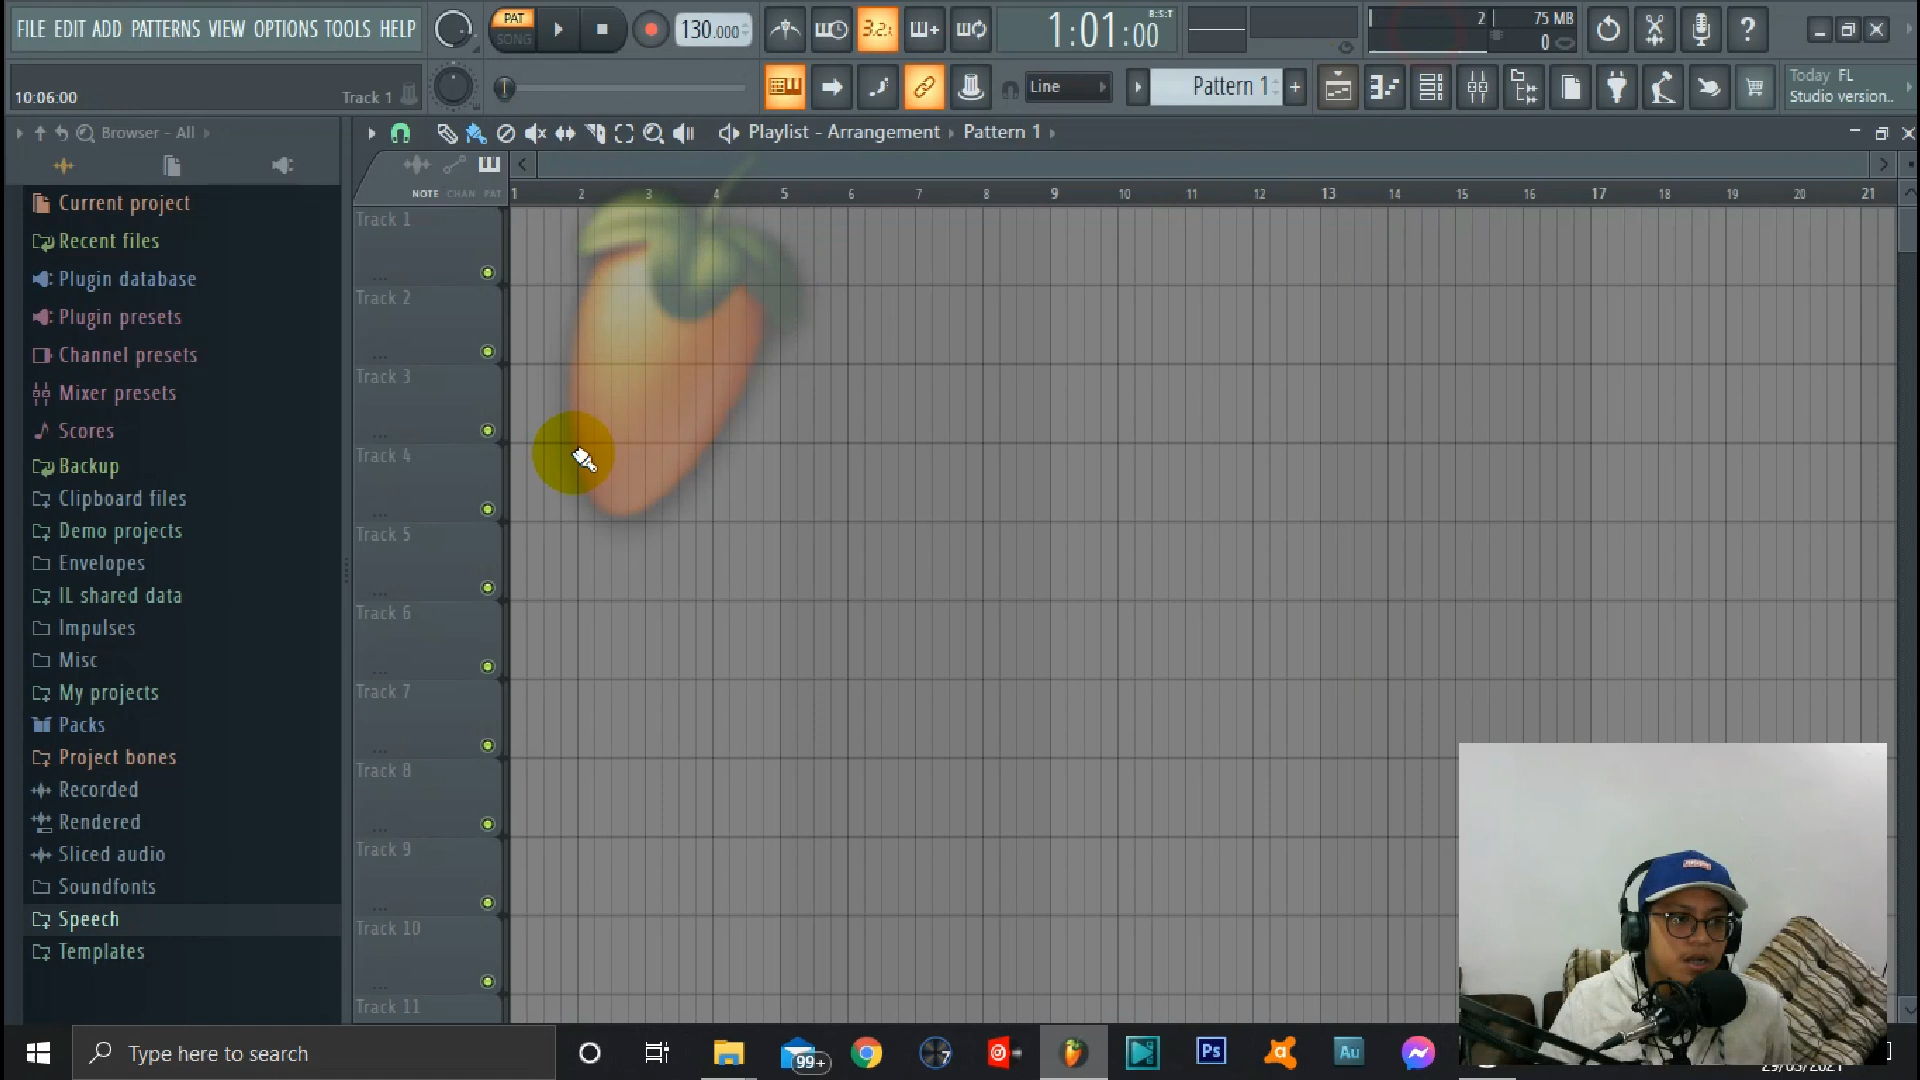 FILE EDIT ADD PATTERNS VIEW OPTIONS TOOLS HELP
PAT
SONG
130.000
3.2.1
1:01:00
B:S:T
2
75 MB
0
10:06:00
Track 1
Line
Pattern 1
Today FL
Studio version..
Browser - All
Playlist - Arrangement
Pattern 1
NOTE CHAN PAT
1 2 3 4 5 6 7 8 9 10 11 12 13 14 15 16 17 18 19 20 21
Current project
Recent files
Plugin database
Plugin presets
Channel presets
Mixer presets
Scores
Backup
Clipboard files
Demo projects
Envelopes
IL shared data
Impulses
Misc
My projects
Packs
Project bones
Recorded
Rendered
Sliced audio
Soundfonts
Speech
Templates
Track 1
Track 2
Track 3
Track 4
Track 5
Track 6
Track 7
Track 8
Track 9
Track 10
Track 11
Type here to search
99+
7
Ps
a
Au